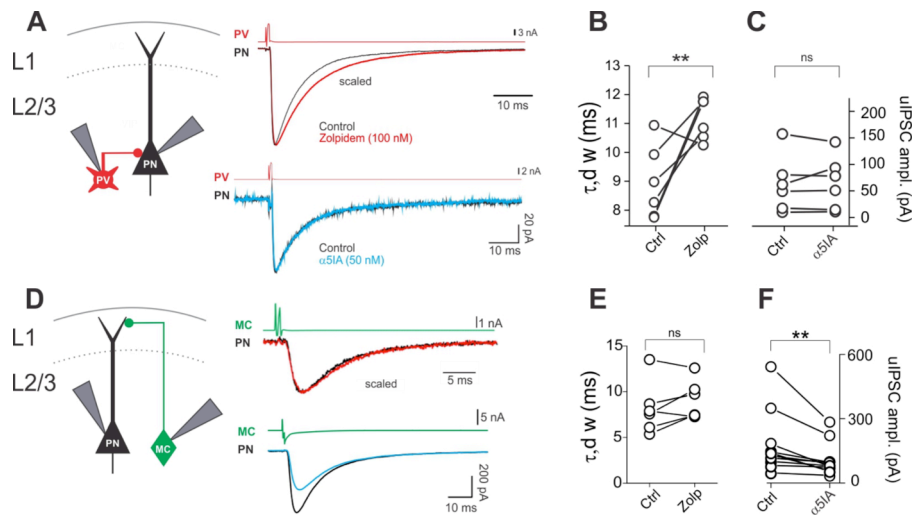 A
L1
L2/3
PV
PN
PV
3 nA
PN
scaled
10 ms
Control
Zolpidem (100 nM)
PV
2 nA
PN
Control
α5IA (50 nM)
20 pA
10 ms
B
**
τ,d w (ms)
13
12
11
10
9
8
Ctrl
Zolp
C
ns
200
150
100
50
0
uIPSC ampl. (pA)
Ctrl
α5IA
D
L1
L2/3
PN
MC
MC
1 nA
PN
scaled
5 ms
MC
5 nA
PN
200 pA
10 ms
E
ns
τ,d w (ms)
15
10
5
0
Ctrl
Zolp
F
**
600
300
0
uIPSC ampl. (pA)
Ctrl
α5IA